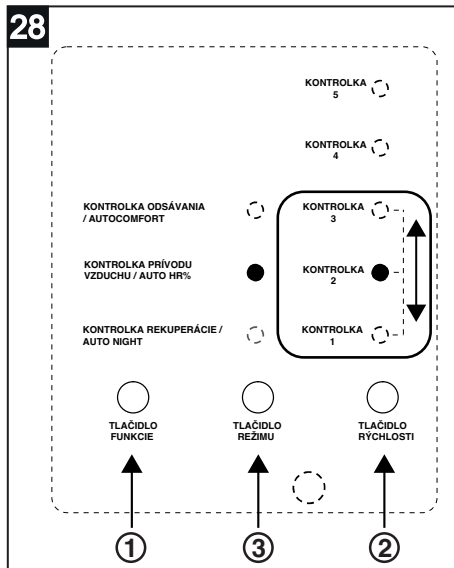 28
KONTROLKA
5
KONTROLKA
4
KONTROLKA ODSÁVANIA
/ AUTOCOMFORT
KONTROLKA
3
KONTROLKA PRÍVODU
VZDUCHU / AUTO HR%
KONTROLKA
2
KONTROLKA REKUPERÁCIE /
AUTO NIGHT
KONTROLKA
1
TLAČIDLO
FUNKCIE
TLAČIDLO
REŽIMU
TLAČIDLO
RÝCHLOSTI
1
3
2